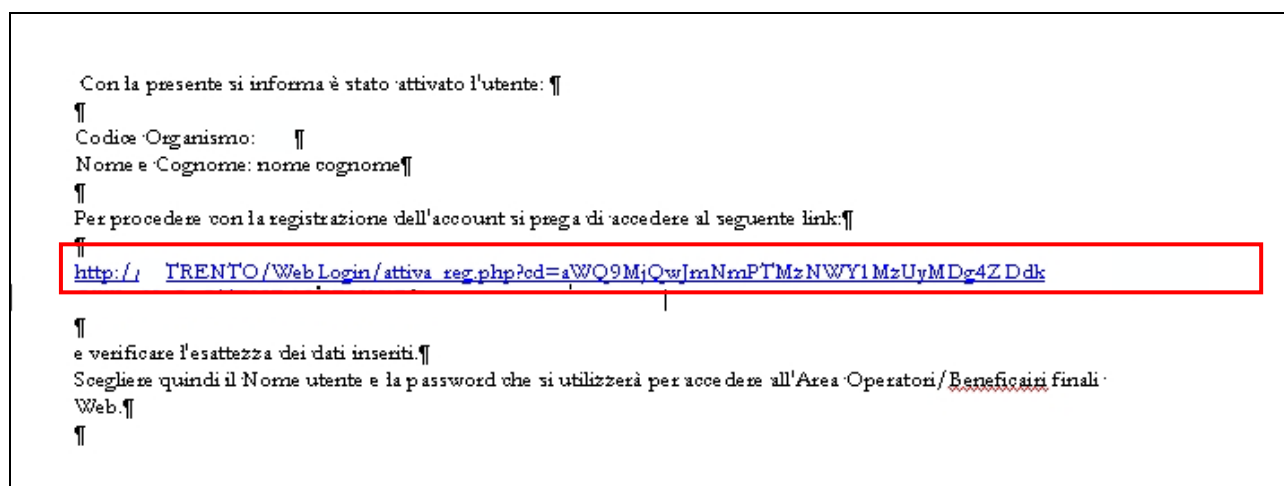 Con la presente si informa è stato attivato l'utente: ¶
¶
Codice Organismo: ¶
Nome e Cognome: nome cognome¶
¶
Per procedere con la registrazione dell'account si prega di accedere al seguente link:¶
¶
http:// TRENTO/WebLogin/attiva_reg.php?cd=aWQ9MjQwJmNmPTMzNWY1MzUyMDg4ZDdk
¶
e verificare l'esattezza dei dati inseriti.¶
Scegliere quindi il Nome utente e la password che si utilizzerà per accedere all'Area Operatori/Beneficairi finali
Web.¶
¶